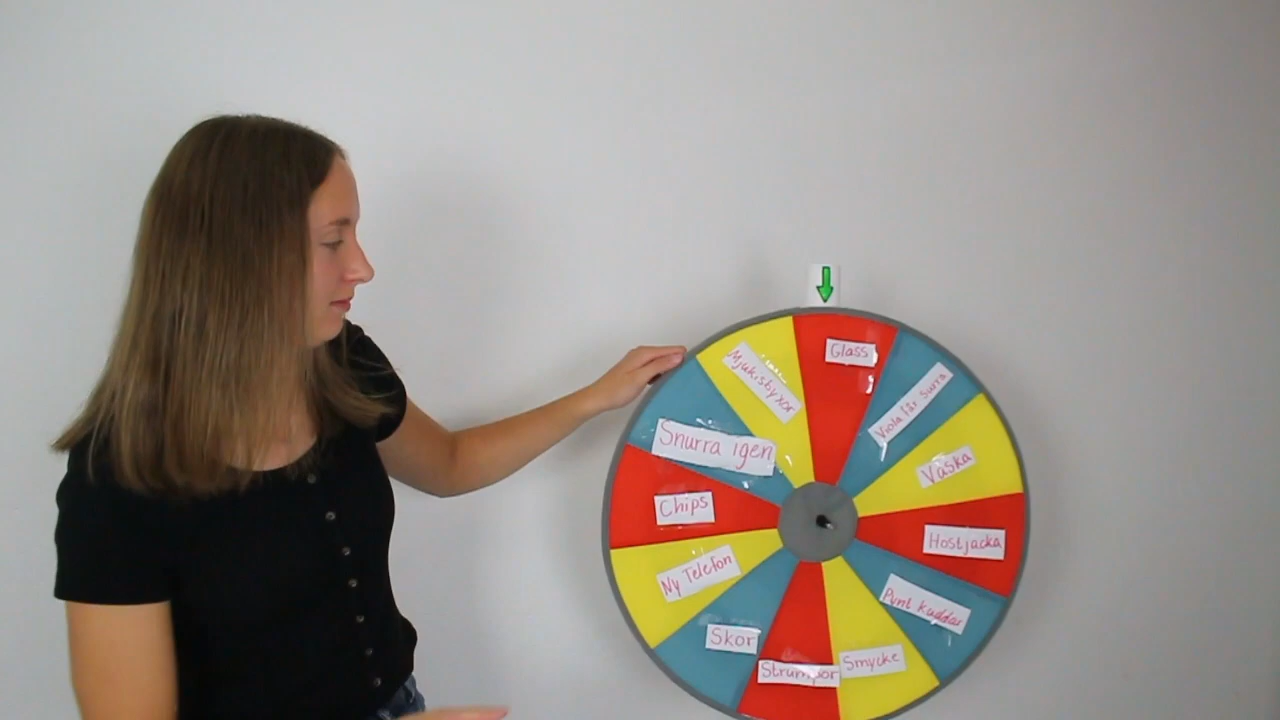 Glass
Viola får surra
Väska
Höstjacka
Pynt kuddar
Smycke
Strumpor
Skor
Ny Telefon
Chips
Snurra igen
Mjukisbyxor